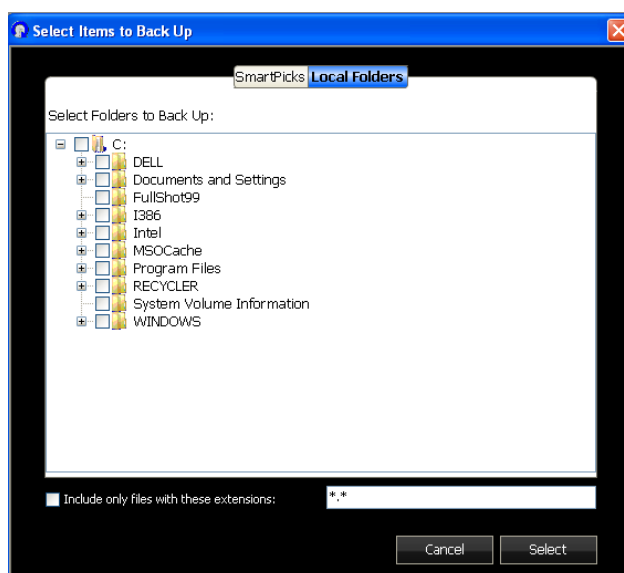 Select Items to Back Up
SmartPicks Local Folders
Select Folders to Back Up:
C:
DELL
Documents and Settings
FullShot99
I386
Intel
MSOCache
Program Files
RECYCLER
System Volume Information
WINDOWS
Include only files with these extensions: *.*
Cancel Select